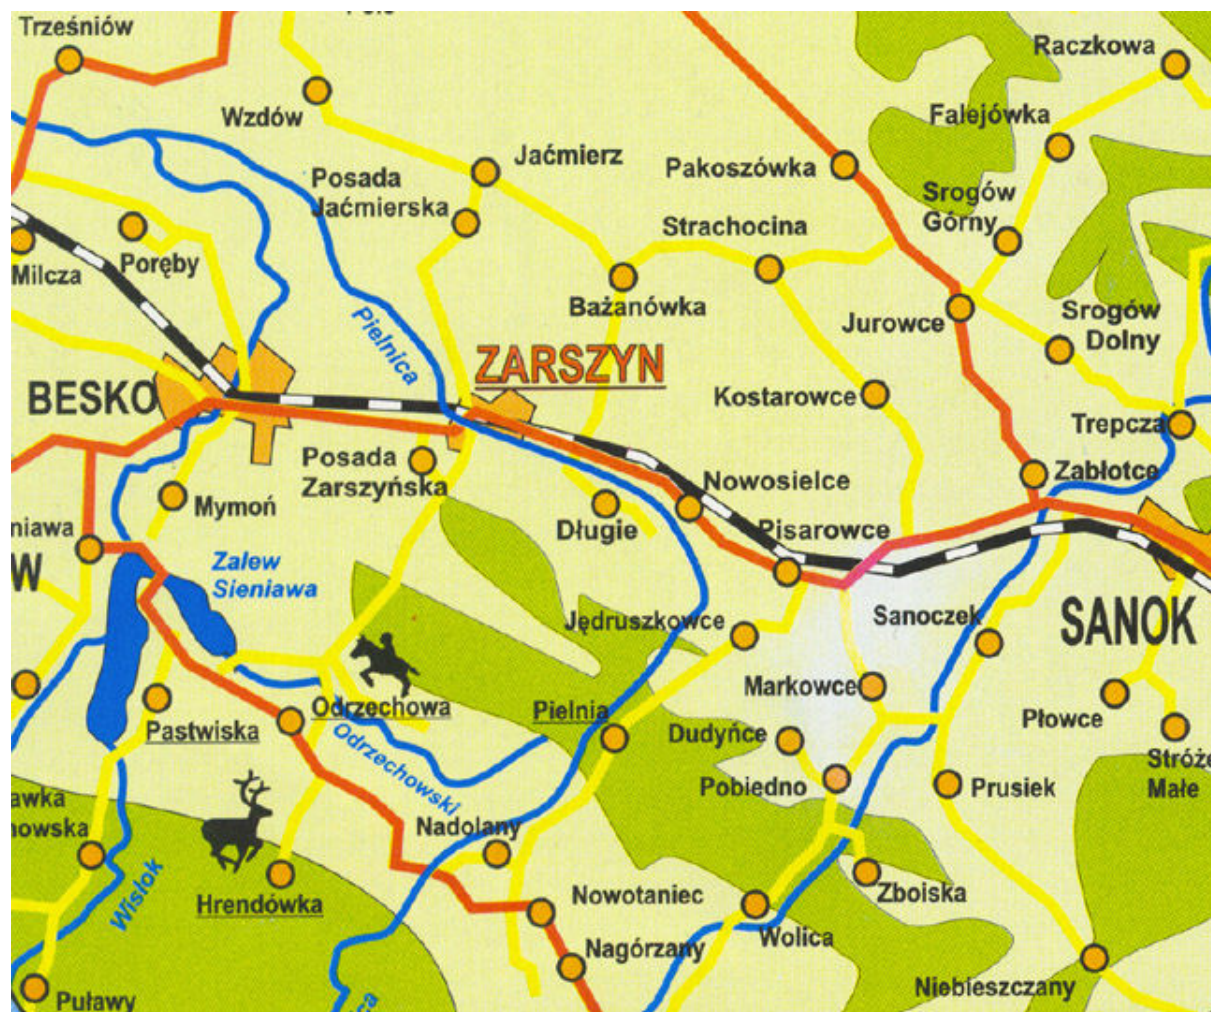 Trześniów
Raczkowa
Wzdów
Falejówka
Jaćmierz
Pakoszówka
Posada
Jaćmierska
Srogów
Górny
Strachocina
Milcza
Poręby
Bażanówka
Jurowce
Srogów
Dolny
Pielnica
ZARSZYN
BESKO
Kostarowce
Trepcza
Posada
Zarszyńska
Nowosielce
Zabłotce
Mymoń
Długie
Pisarowce
niawa
W
Zalew
Sieniawa
Jędruszkowce
Sanoczek
SANOK
Markowce
Odrzechowa
Pielnia
Pastwiska
Dudyńce
Płowce
Odrzechowski
Stróże
Małe
Pobiedno
Prusiek
awka
nowska
Nadolany
Wisłok
Hrendówka
Nowotaniec
Zboiska
Wolica
Nagórzany
Niebieszczany
Puławy
ca